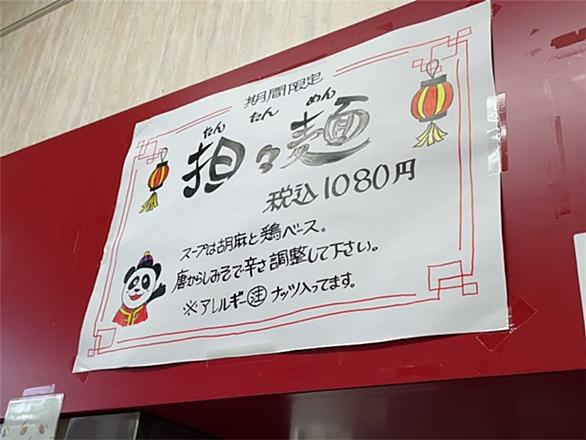 期間限定
たん たん めん
担々麺
税込1080円
スープは胡麻と鶏ベース。
唐からしみそで辛さ調整して下さい。
※アレルギー注 ナッツ入ってます。